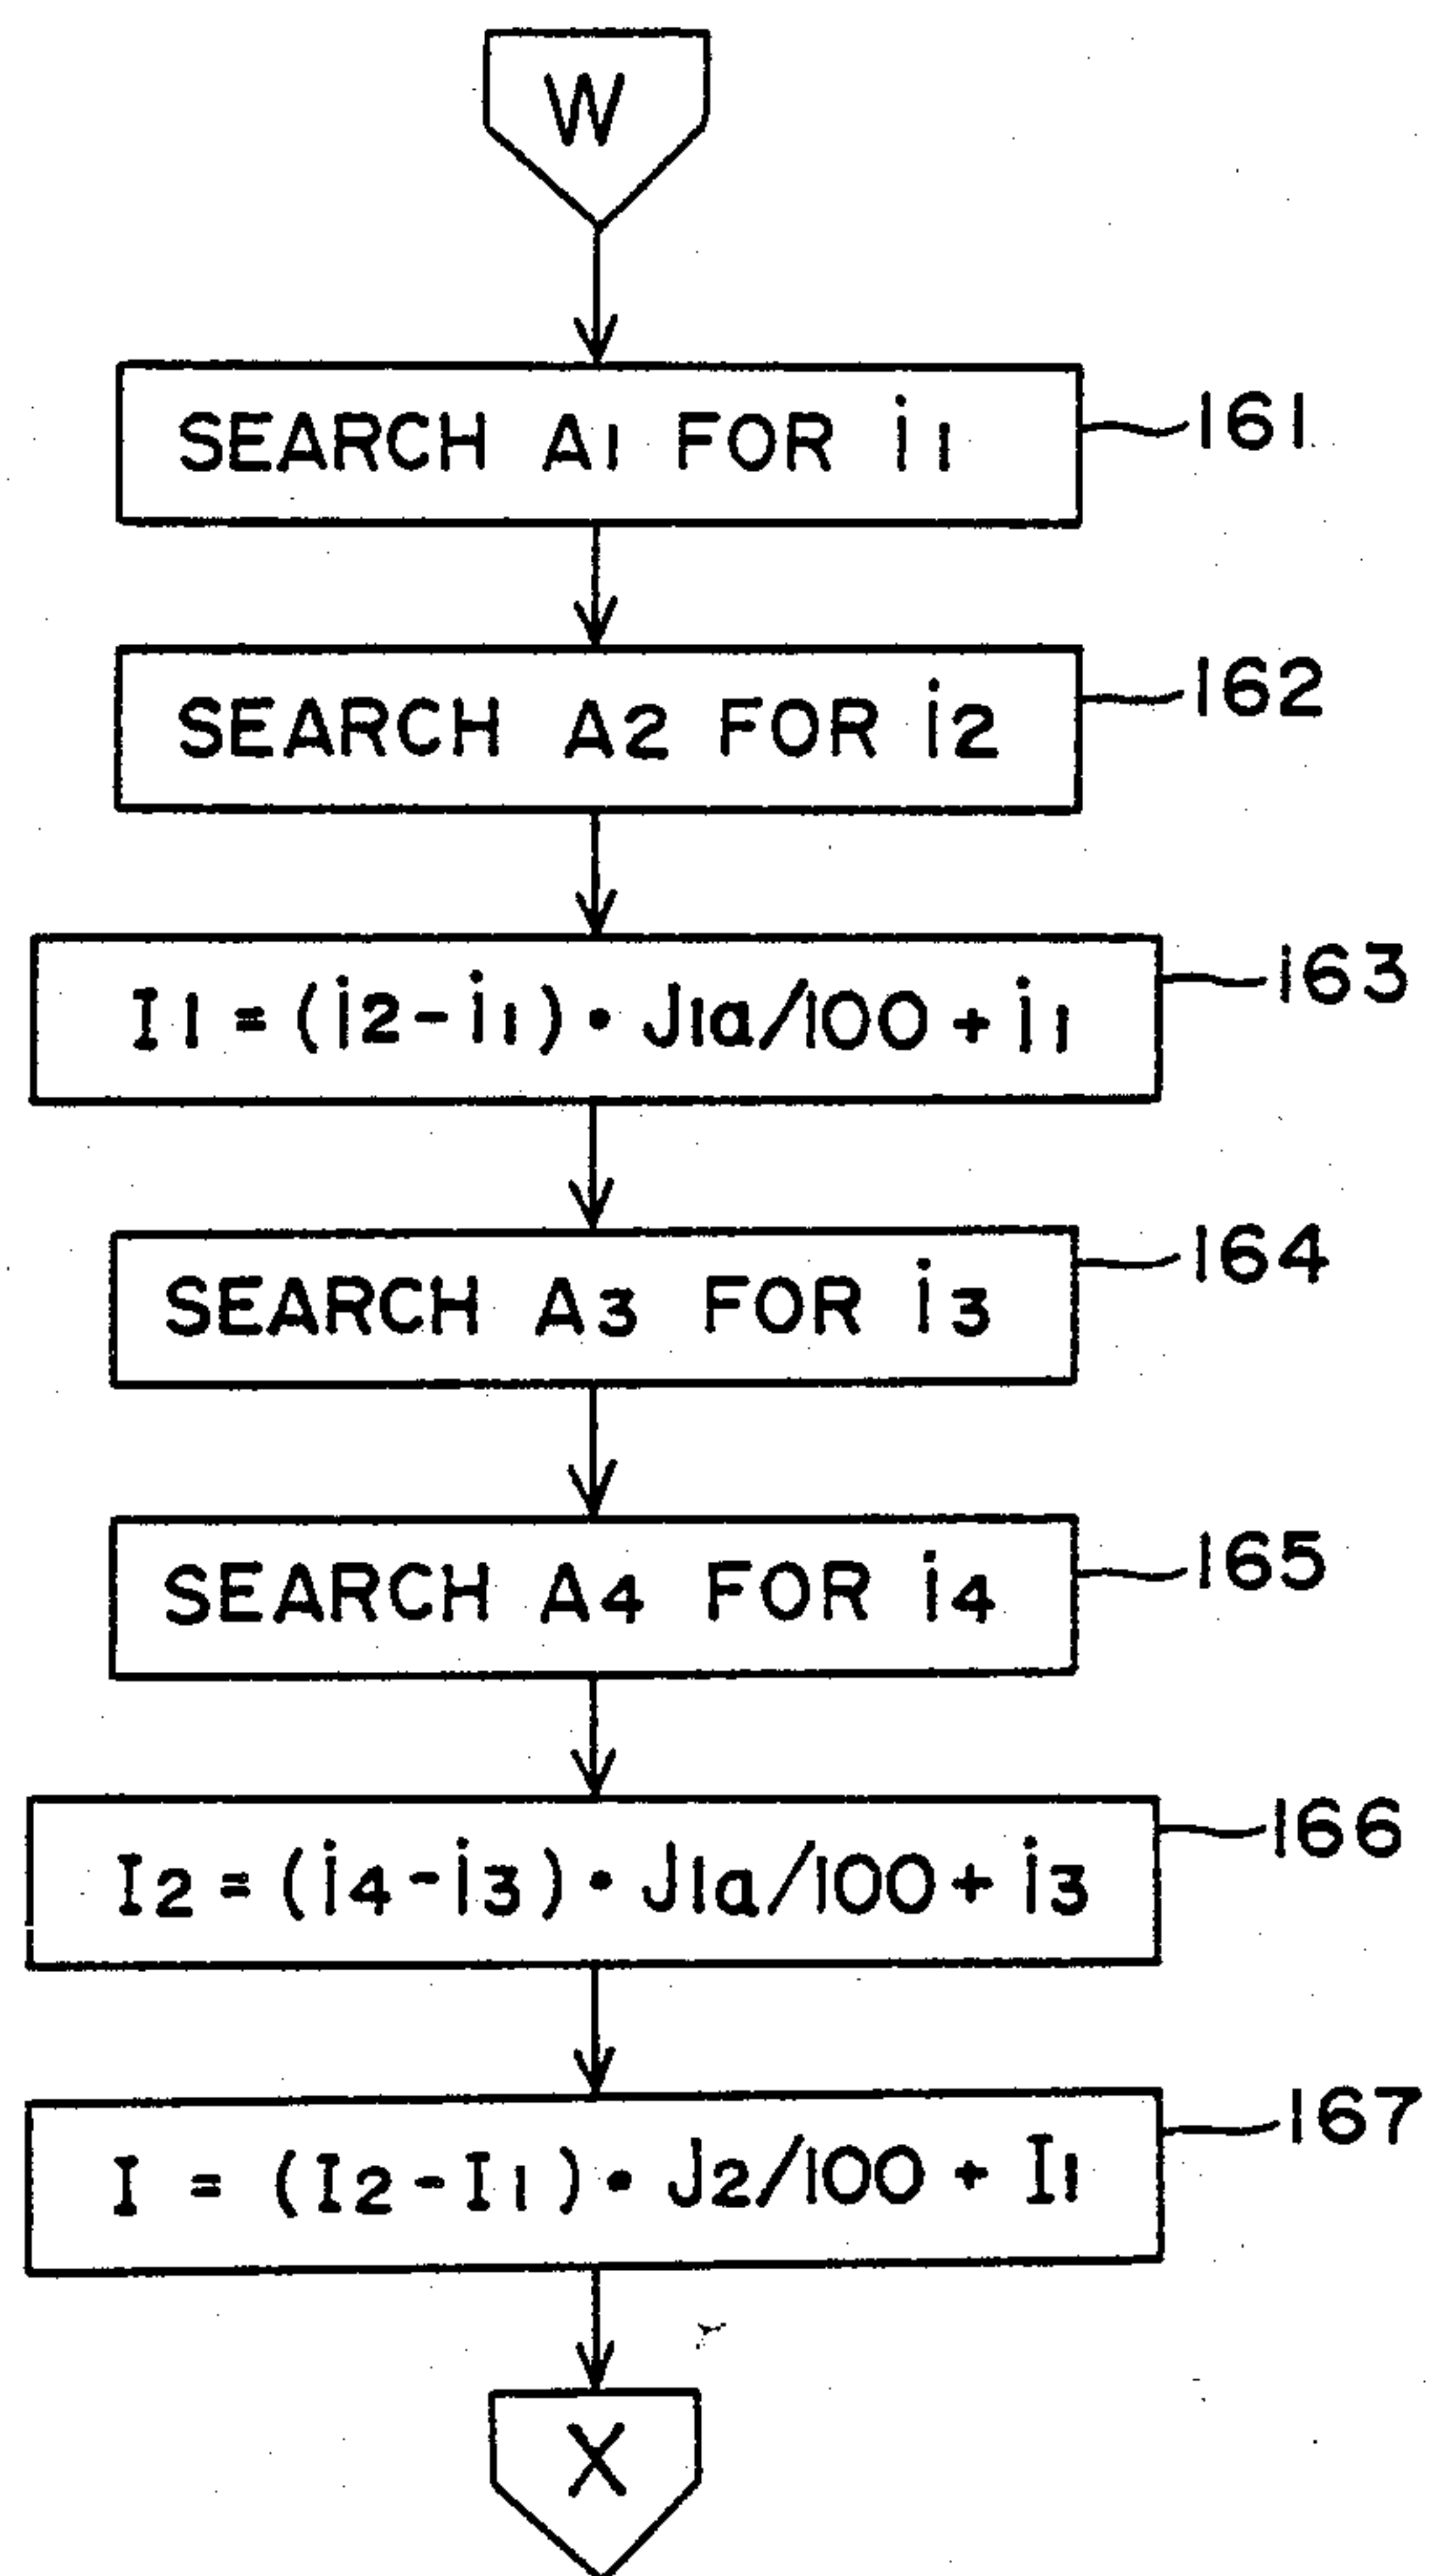 W
SEARCH A1 FOR i1
161
SEARCH A2 FOR i2
162
I1 = (i2-i1)• J1a/100 + i1
163
SEARCH A3 FOR i3
164
SEARCH A4 FOR i4
165
I2 = (i4-i3)• J1a/100 + i3
166
I = (I2-I1)• J2/100 + I1
167
X